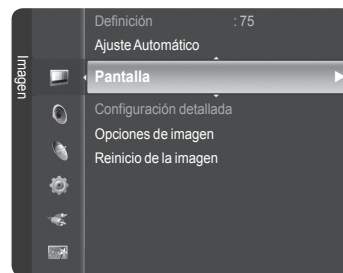 Imagen
Definición : 75
Ajuste Automático
Pantalla
Configuración detallada
Opciones de imagen
Reinicio de la imagen